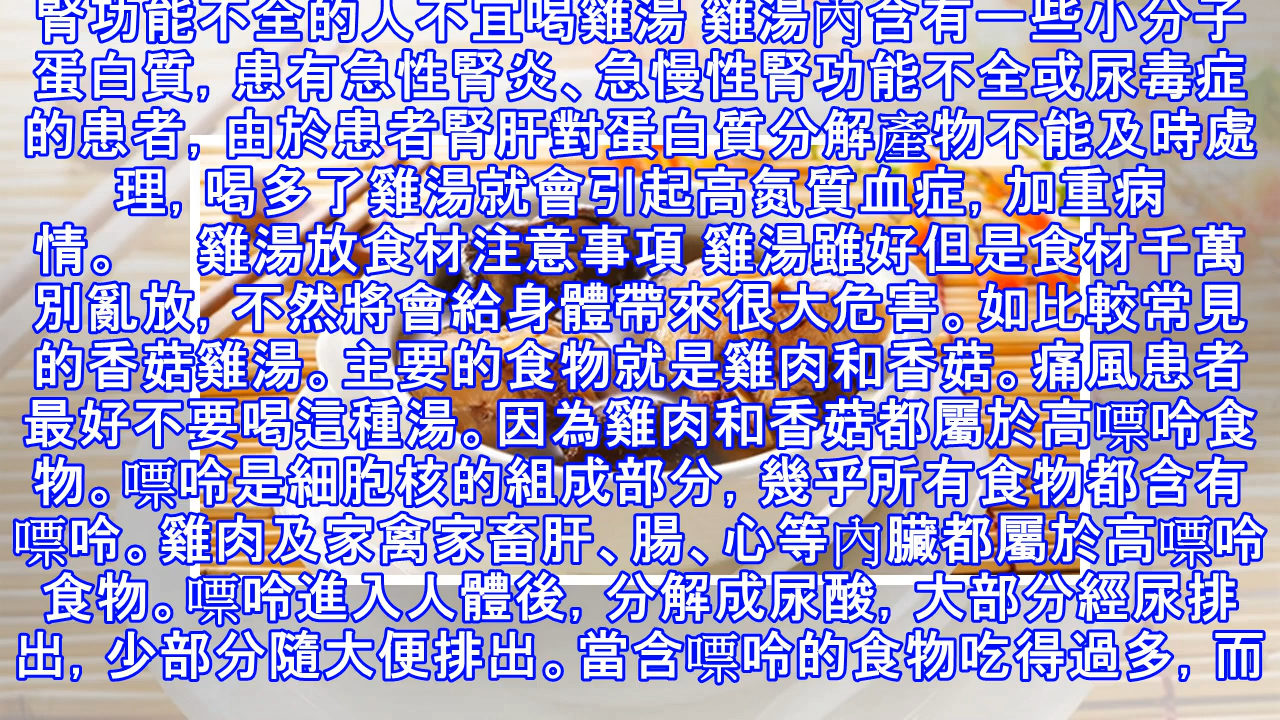 腎功能不全的人不宜喝雞湯 雞湯內含有一些小分子
蛋白質, 患有急性腎炎、急慢性腎功能不全或尿毒症
的患者, 由於患者腎肝對蛋白質分解產物不能及時處
理, 喝多了雞湯就會引起高氮質血症, 加重病
情。 雞湯放食材注意事項 雞湯雖好但是食材千萬
別亂放, 不然將會給身體帶來很大危害。如比較常見
的香菇雞湯。主要的食物就是雞肉和香菇。痛風患者
最好不要喝這種湯。因為雞肉和香菇都屬於高嘌呤食
物。嘌呤是細胞核的組成部分, 幾乎所有食物都含有
嘌呤。雞肉及家禽家畜肝、腸、心等內臟都屬於高嘌呤
食物。嘌呤進入人體後, 分解成尿酸, 大部分經尿排
出, 少部分隨大便排出。當含嘌呤的食物吃得過多, 而